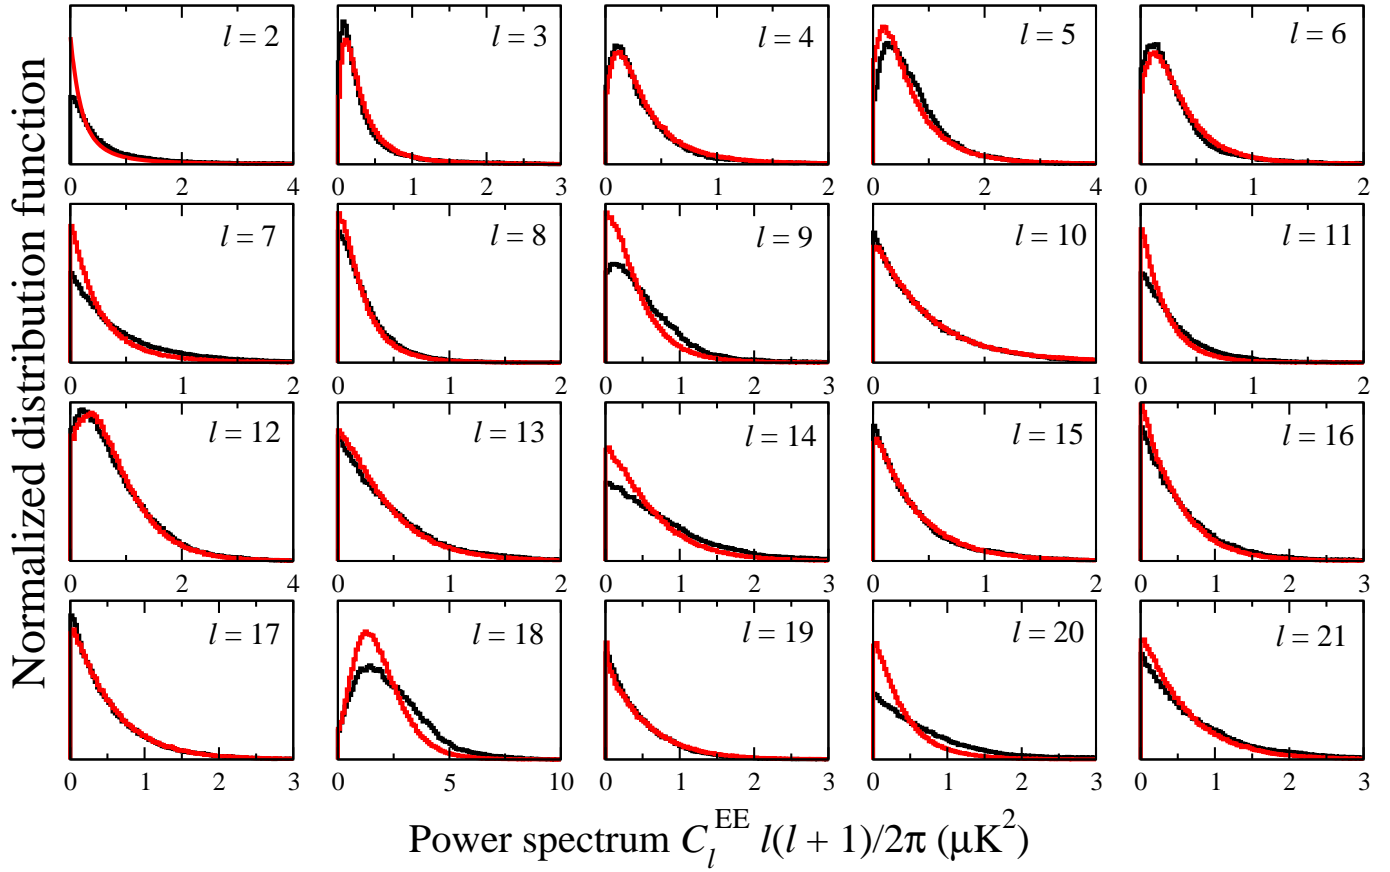 Normalized distribution function
l = 2
l = 3
l = 4
l = 5
l = 6
0 2 4
0 1 2 3
0 1 2
0 2 4
0 1 2
l = 7
l = 8
l = 9
l = 10
l = 11
0 1 2
0 1 2
0 1 2 3
0 1
0 1 2
l = 12
l = 13
l = 14
l = 15
l = 16
0 2 4
0 1 2
0 1 2 3
0 1 2
0 1 2 3
l = 17
l = 18
l = 19
l = 20
l = 21
0 1 2 3
0 5 10
0 1 2 3
0 1 2 3
0 1 2 3
Power spectrum C_l^EE l(l + 1)/2π (μK^2)